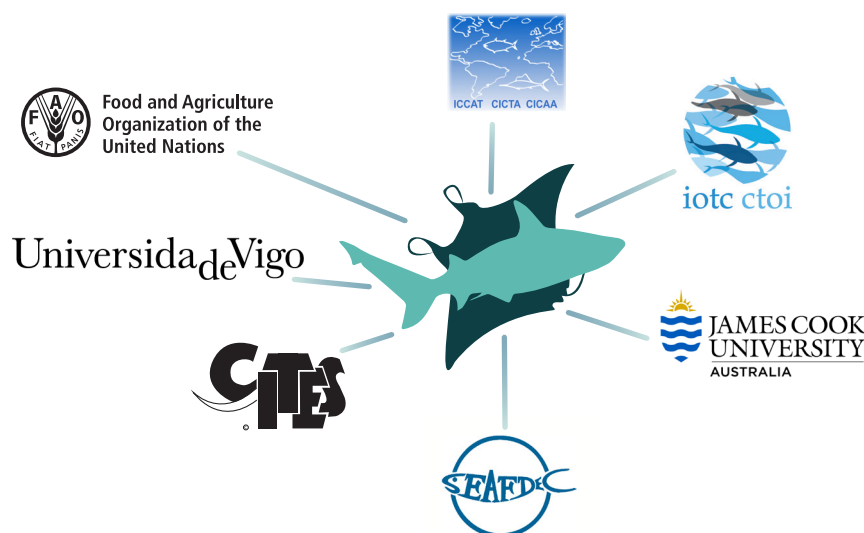 ICCAT CICTA CICAA
FAO
FIAT PANIS
Food and Agriculture
Organization of the
United Nations
iotc ctoi
UniversidadeVigo
JAMES COOK
UNIVERSITY
AUSTRALIA
CITES
©
SEAFDEC